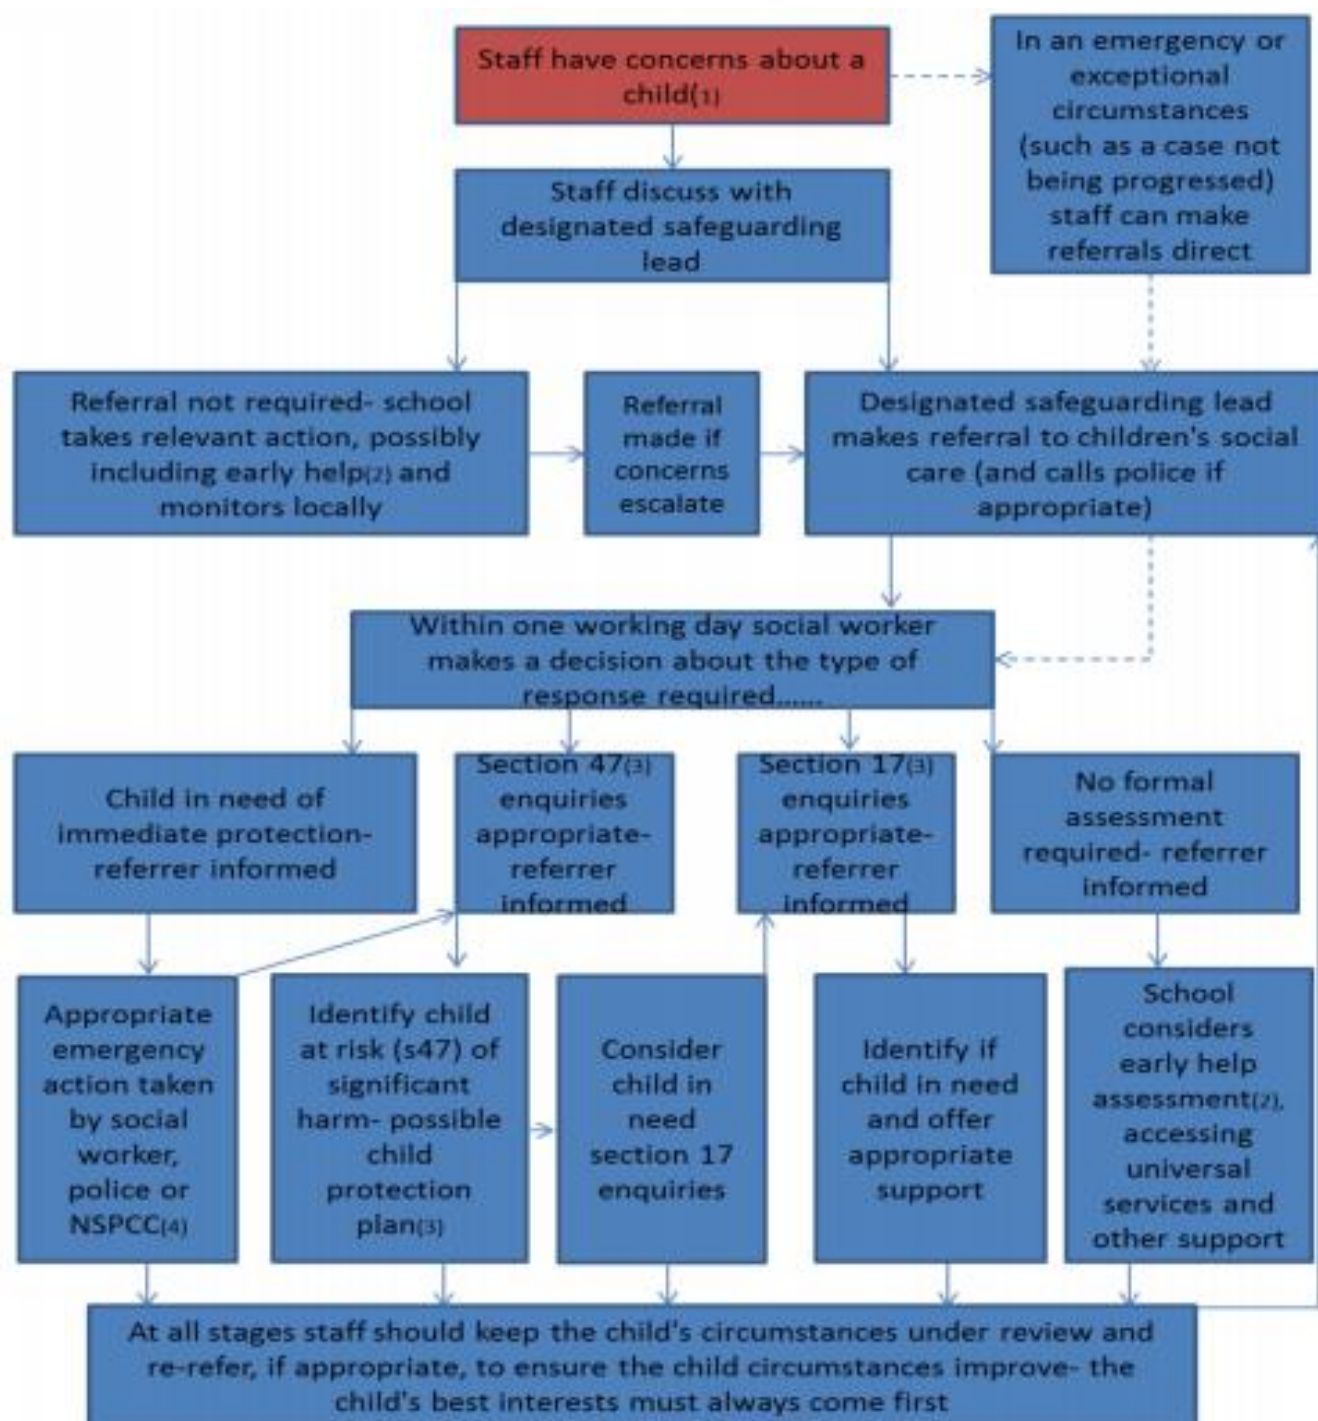 Staff have concerns about a
child(1)
In an emergency or
exceptional
circumstances
(such as a case not
being progressed)
staff can make
referrals direct
Staff discuss with
designated safeguarding
lead
Referral not required- school
takes relevant action, possibly
including early help(2) and
monitors locally
Referral
made if
concerns
escalate
Designated safeguarding lead
makes referral to children's social
care (and calls police if
appropriate)
Within one working day social worker
makes a decision about the type of
response required......
Child in need of
immediate protection-
referrer informed
Section 47(3)
enquiries
appropriate-
referrer
informed
Section 17(3)
enquiries
appropriate-
referrer
informed
No formal
assessment
required- referrer
informed
Appropriate
emergency
action taken
by social
worker,
police or
NSPCC(4)
Identify child
at risk (s47) of
significant
harm- possible
child
protection
plan(3)
Consider
child in
need
section 17
enquiries
Identify if
child in need
and offer
appropriate
support
School
considers
early help
assessment(2),
accessing
universal
services and
other support
At all stages staff should keep the child's circumstances under review and
re-refer, if appropriate, to ensure the child circumstances improve- the
child's best interests must always come first